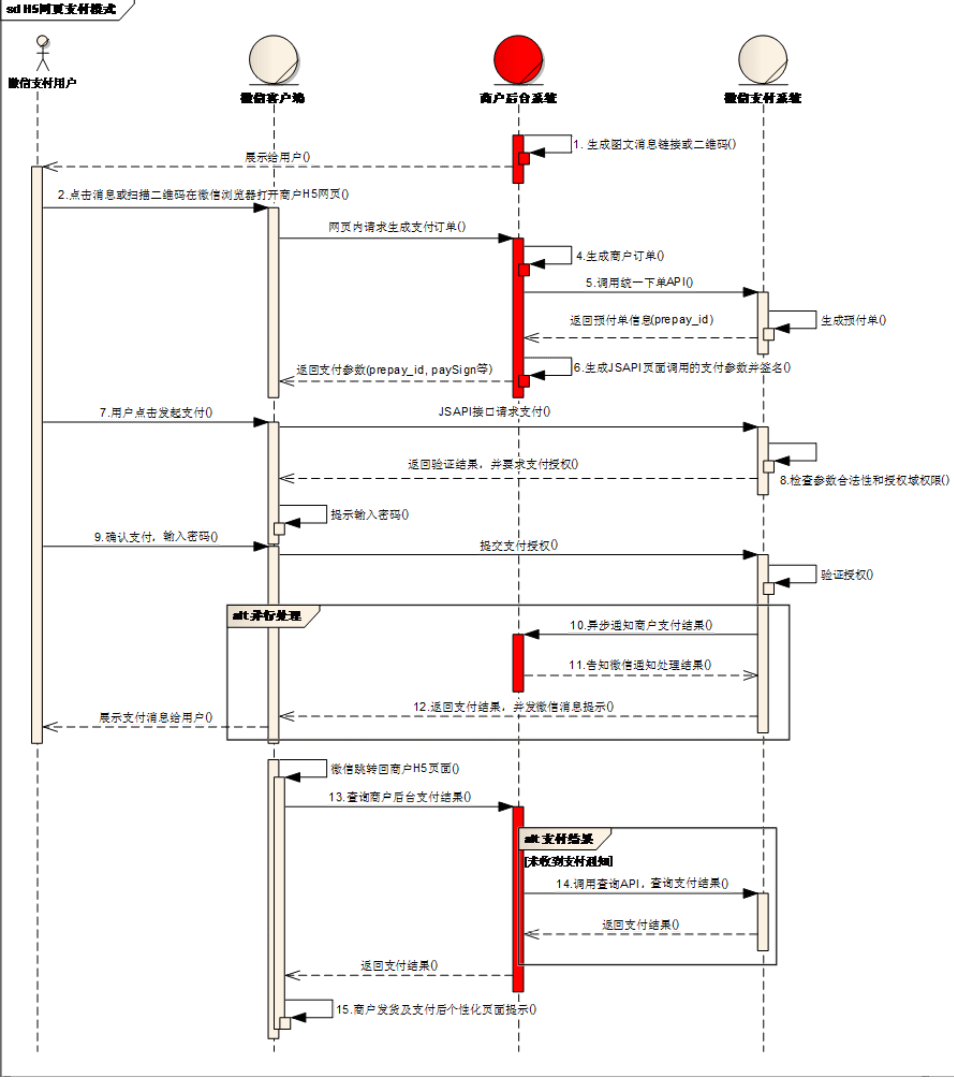 sd H5网页支付模式
微信支付用户
微信客户端
商户后台系统
微信支付系统
1. 生成图文消息链接或二维码()
展示给用户()
2.点击消息或扫描二维码在微信浏览器打开商户H5网页()
网页内请求生成支付订单()
4.生成商户订单()
5.调用统一下单API()
返回预付单信息(prepay_id)
生成预付单()
6.生成JSAPI页面调用的支付参数并签名()
返回支付参数(prepay_id, paySign等)
7.用户点击发起支付()
JSAPI接口请求支付()
返回验证结果，并要求支付授权()
8.检查参数合法性和授权域权限()
提示输入密码()
9.确认支付，输入密码()
提交支付授权()
验证授权()
alt 并行处理
10.异步通知商户支付结果()
11.告知微信通知处理结果()
12.返回支付结果，并发微信消息提示()
展示支付消息给用户()
微信跳转回商户H5页面()
13.查询商户后台支付结果()
alt 支付结果
[未收到支付通知]
14.调用查询API，查询支付结果()
返回支付结果()
返回支付结果()
15.商户发货及支付后个性化页面提示()